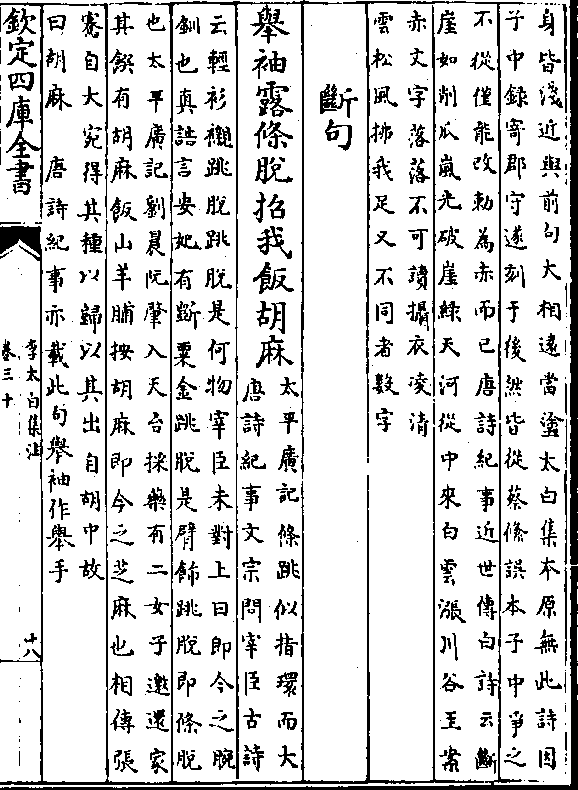 身皆淺近與前句大相遠當塗太白集本原無此詩因
子中錄寄郡守遂刻于後然皆從蔡絛誤本子中爭之
不從僅能改勅為赤而已唐詩紀事近世傳白詩云斷
崖如削瓜嵐光破崖綠天河從中來白雲漲川谷玉案
赤文字落落不可讀攝衣凌清
雲松風拂我足又不同者數字
斷句
舉袖露條脫招我飯胡麻
太平廣記條跳似指環而大
唐詩紀事文宗問宰臣古詩
云輕衫襯跳脫跳脫是何物宰臣未對上曰即今之腕
釧也真誥言安妃有斷粟金跳脫是臂飾跳脫即條脫
也太平廣記劉晨阮肇入天台採藥有二女子邀還家
其饌有胡麻飯山羊脯按胡麻即今之芝麻也相傳張
騫自大宛得其種以歸以其出自胡中故
曰胡麻 唐詩紀事亦載此句舉袖作舉手
欽定四庫全書
李太白集注
卷三十
十八